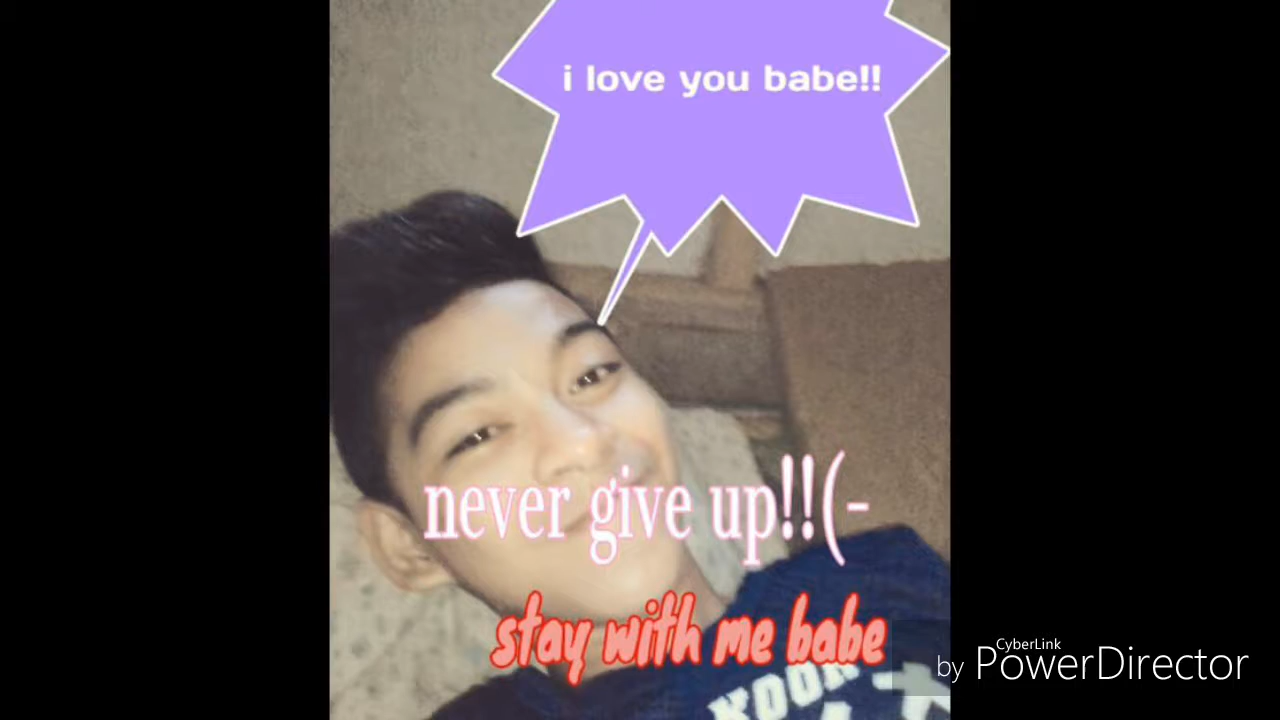 i love you babe!!
never give up!!(-
stay with me babe
CyberLink
by PowerDirector